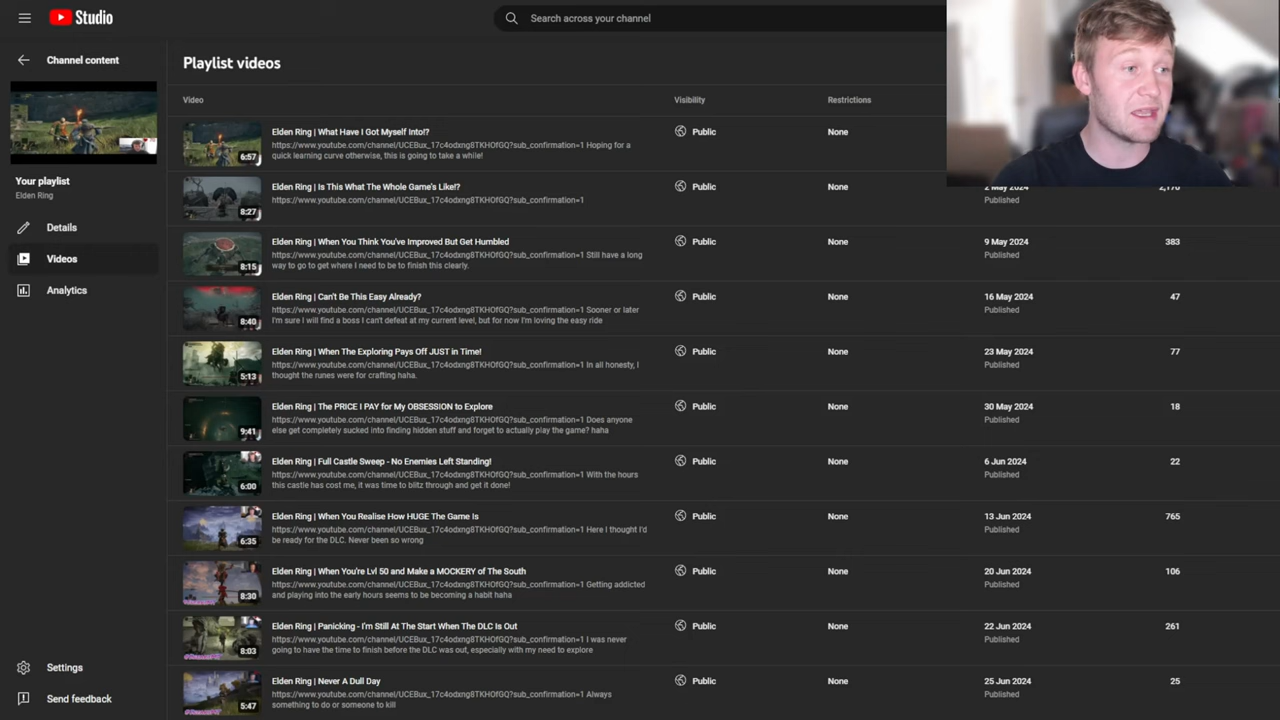 Studio
Search across your channel
Channel content
Your playlist
Elden Ring
Details
Videos
Analytics
Settings
Send feedback
Playlist videos
Video Visibility Restrictions
6:57
Elden Ring | What Have I Got Myself Into!?
https://www.youtube.com/channel/UCEBux_17c4odxng8TKHOfGQ?sub_confirmation=1 Hoping for a
quick learning curve otherwise, this is going to take a while!
Public None
8:27
Elden Ring | Is This What The Whole Game's Like!?
https://www.youtube.com/channel/UCEBux_17c4odxng8TKHOfGQ?sub_confirmation=1
Public None 2 May 2024 2,170
Published
8:15
Elden Ring | When You Think You've Improved But Get Humbled
https://www.youtube.com/channel/UCEBux_17c4odxng8TKHOfGQ?sub_confirmation=1 Still have a long
way to go to get where I need to be to finish this clearly.
Public None 9 May 2024 383
Published
8:40
Elden Ring | Can't Be This Easy Already?
https://www.youtube.com/channel/UCEBux_17c4odxng8TKHOfGQ?sub_confirmation=1 Sooner or later
I'm sure I will find a boss I can't defeat at my current level, but for now I'm loving the easy ride
Public None 16 May 2024 47
Published
5:13
Elden Ring | When The Exploring Pays Off JUST in Time!
https://www.youtube.com/channel/UCEBux_17c4odxng8TKHOfGQ?sub_confirmation=1 In all honesty, I
thought the runes were for crafting haha.
Public None 23 May 2024 77
Published
9:41
Elden Ring | The PRICE I PAY for My OBSESSION to Explore
https://www.youtube.com/channel/UCEBux_17c4odxng8TKHOfGQ?sub_confirmation=1 Does anyone
else get completely sucked into finding hidden stuff and forget to actually play the game? haha
Public None 30 May 2024 18
Published
6:00
Elden Ring | Full Castle Sweep - No Enemies Left Standing!
https://www.youtube.com/channel/UCEBux_17c4odxng8TKHOfGQ?sub_confirmation=1 With the hours
this castle has cost me, it was time to blitz through and get it done!
Public None 6 Jun 2024 22
Published
6:35
Elden Ring | When You Realise How HUGE The Game Is
https://www.youtube.com/channel/UCEBux_17c4odxng8TKHOfGQ?sub_confirmation=1 Here I thought I'd
be ready for the DLC. Never been so wrong
Public None 13 Jun 2024 765
Published
8:30
Elden Ring | When You're Lvl 50 and Make a MOCKERY of The South
https://www.youtube.com/channel/UCEBux_17c4odxng8TKHOfGQ?sub_confirmation=1 Getting addicted
and playing into the early hours seems to be becoming a habit haha
Public None 20 Jun 2024 106
Published
8:03
Elden Ring | Panicking - I'm Still At The Start When The DLC Is Out
https://www.youtube.com/channel/UCEBux_17c4odxng8TKHOfGQ?sub_confirmation=1 I was never
going to have the time to finish before the DLC was out, especially with my need to explore
Public None 22 Jun 2024 261
Published
5:47
Elden Ring | Never A Dull Day
https://www.youtube.com/channel/UCEBux_17c4odxng8TKHOfGQ?sub_confirmation=1 Always
something to do or someone to kill
Public None 25 Jun 2024 25
Published